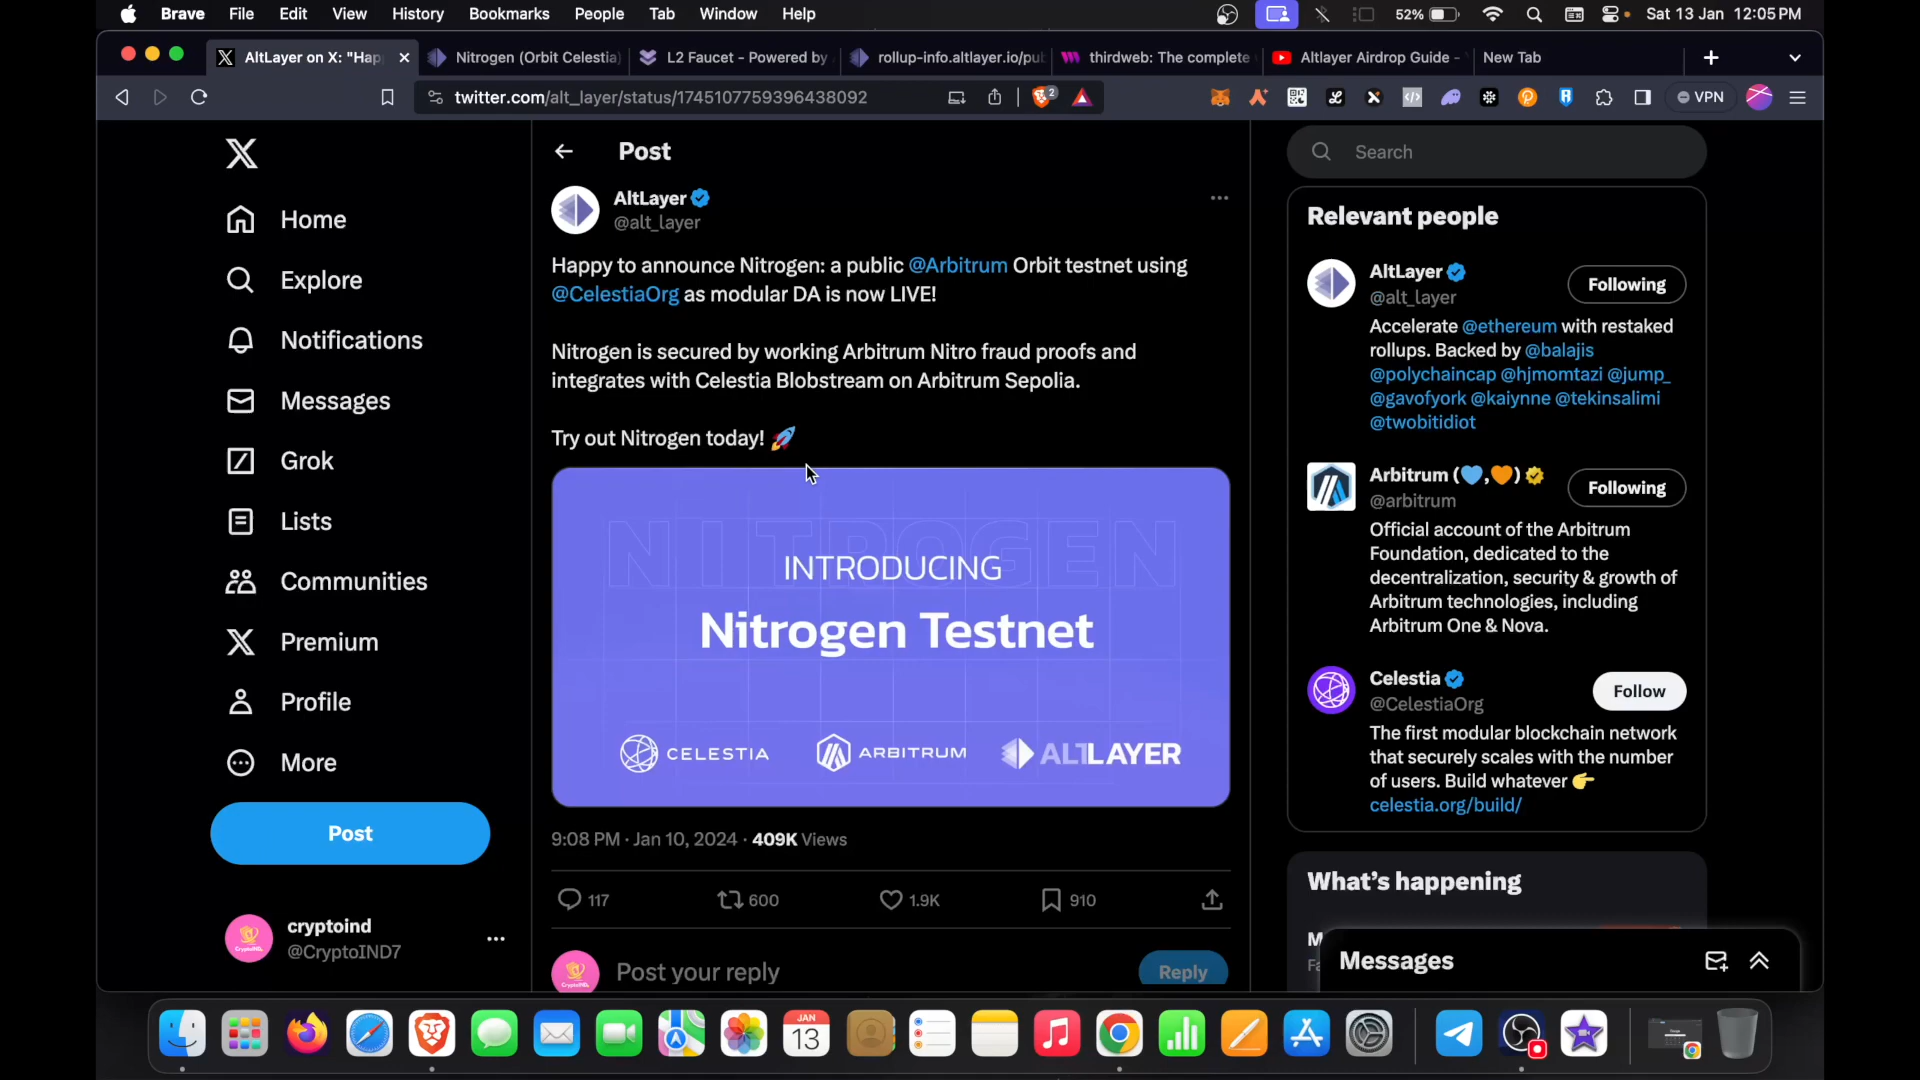 Brave File Edit View History Bookmarks People Tab Window Help
52% Sat 13 Jan 12:05 PM
AltLayer on X: "Hap
Nitrogen (Orbit Celestia)
L2 Faucet - Powered by
rollup-info.altlayer.io/pub
thirdweb: The complete
Altlayer Airdrop Guide -
New Tab
twitter.com/alt_layer/status/1745107759396438092
2
VPN
Home
Explore
Notifications
Messages
Grok
Lists
Communities
Premium
Profile
More
Post
cryptoind
@CryptoIND7
Post
AltLayer
@alt_layer
Happy to announce Nitrogen: a public @Arbitrum Orbit testnet using
@CelestiaOrg as modular DA is now LIVE!
Nitrogen is secured by working Arbitrum Nitro fraud proofs and
integrates with Celestia Blobstream on Arbitrum Sepolia.
Try out Nitrogen today! 🚀
NITROGEN
INTRODUCING
Nitrogen Testnet
CELESTIA ARBITRUM ALTLAYER
9:08 PM · Jan 10, 2024 · 409K Views
117 600 1.9K 910
Post your reply
Reply
Search
Relevant people
AltLayer
@alt_layer
Following
Accelerate @ethereum with restaked
rollups. Backed by @balajis
@polychaincap @hjmomtazi @jump_
@gavofyork @kaiynne @tekinsalimi
@twobitidiot
Arbitrum (💙,🧡)
@arbitrum
Following
Official account of the Arbitrum
Foundation, dedicated to the
decentralization, security & growth of
Arbitrum technologies, including
Arbitrum One & Nova.
Celestia
@CelestiaOrg
Follow
The first modular blockchain network
that securely scales with the number
of users. Build whatever 👉
celestia.org/build/
What's happening
Messages
JAN
13